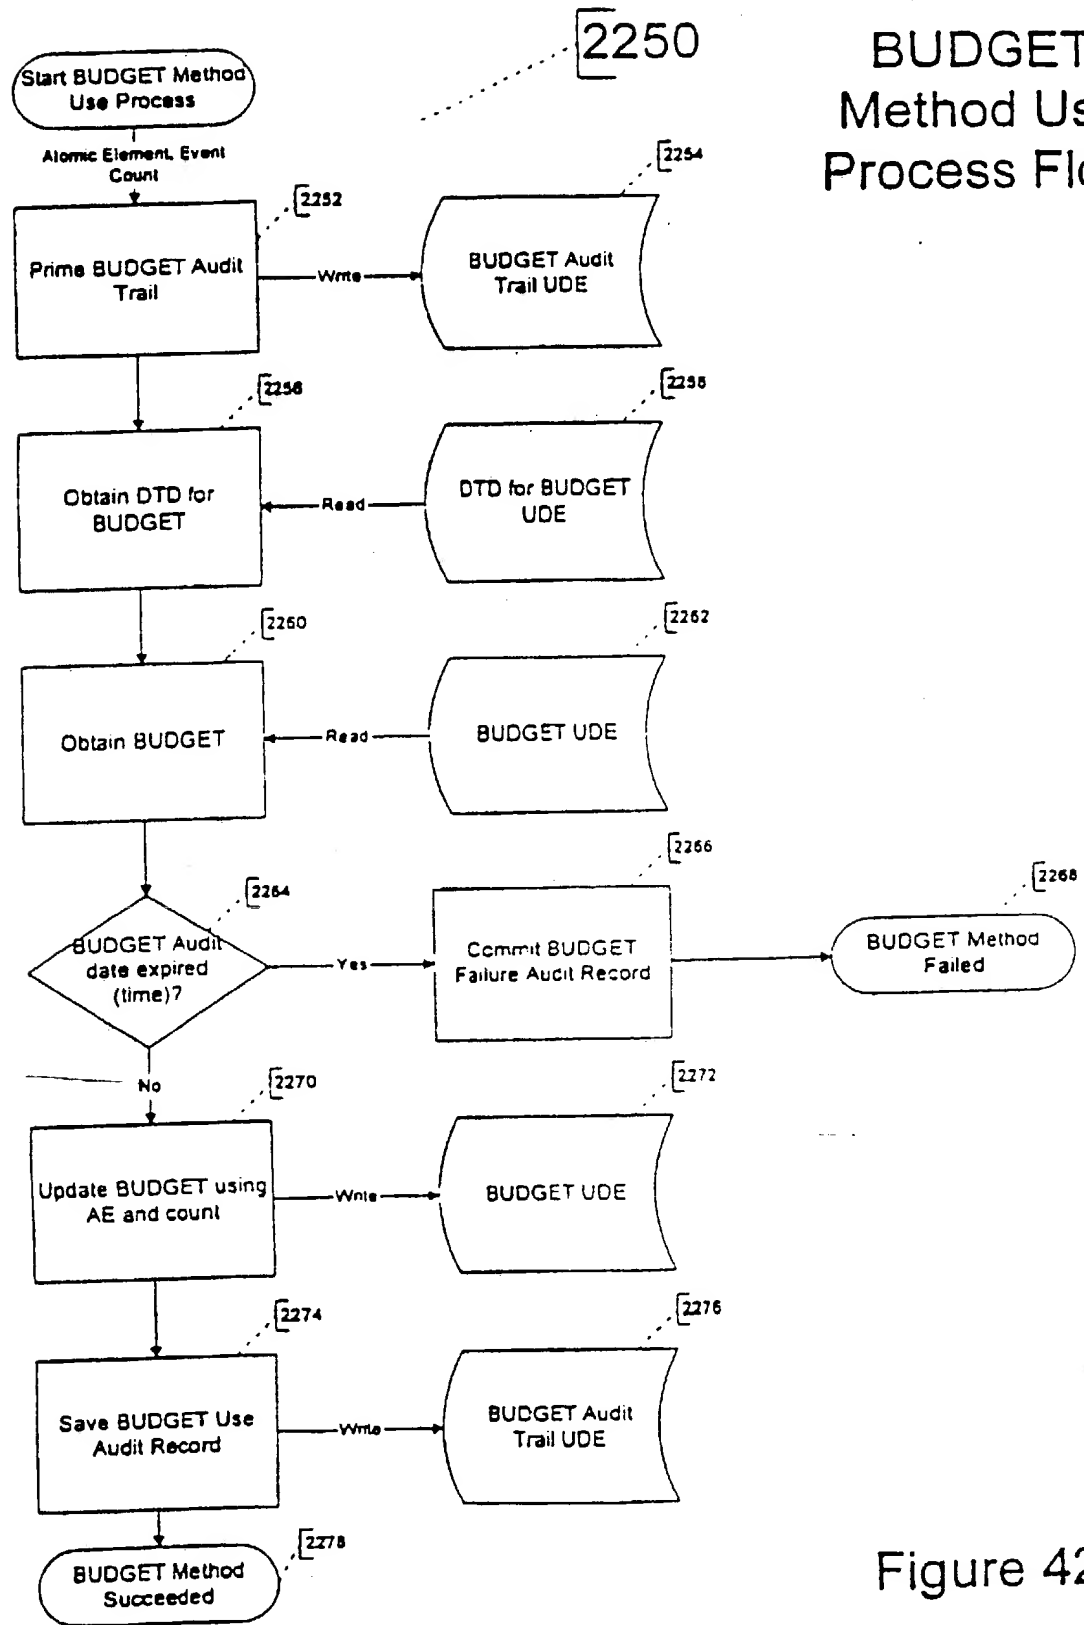 2250
BUDGET
Method Us
Process Flo
Start BUDGET Method
Use Process
Atomic Element, Event
Count
2252
Prime BUDGET Audit
Trail
Write
2254
BUDGET Audit
Trail UDE
2256
Obtain DTD for
BUDGET
Read
2258
DTD for BUDGET
UDE
2260
Obtain BUDGET
Read
2262
BUDGET UDE
2264
BUDGET Audit
date expired
(time)?
Yes
2266
Commit BUDGET
Failure Audit Record
2268
BUDGET Method
Failed
No
2270
Update BUDGET using
AE and count
Write
2272
BUDGET UDE
2274
Save BUDGET Use
Audit Record
Write
2276
BUDGET Audit
Trail UDE
2278
BUDGET Method
Succeeded
Figure 42